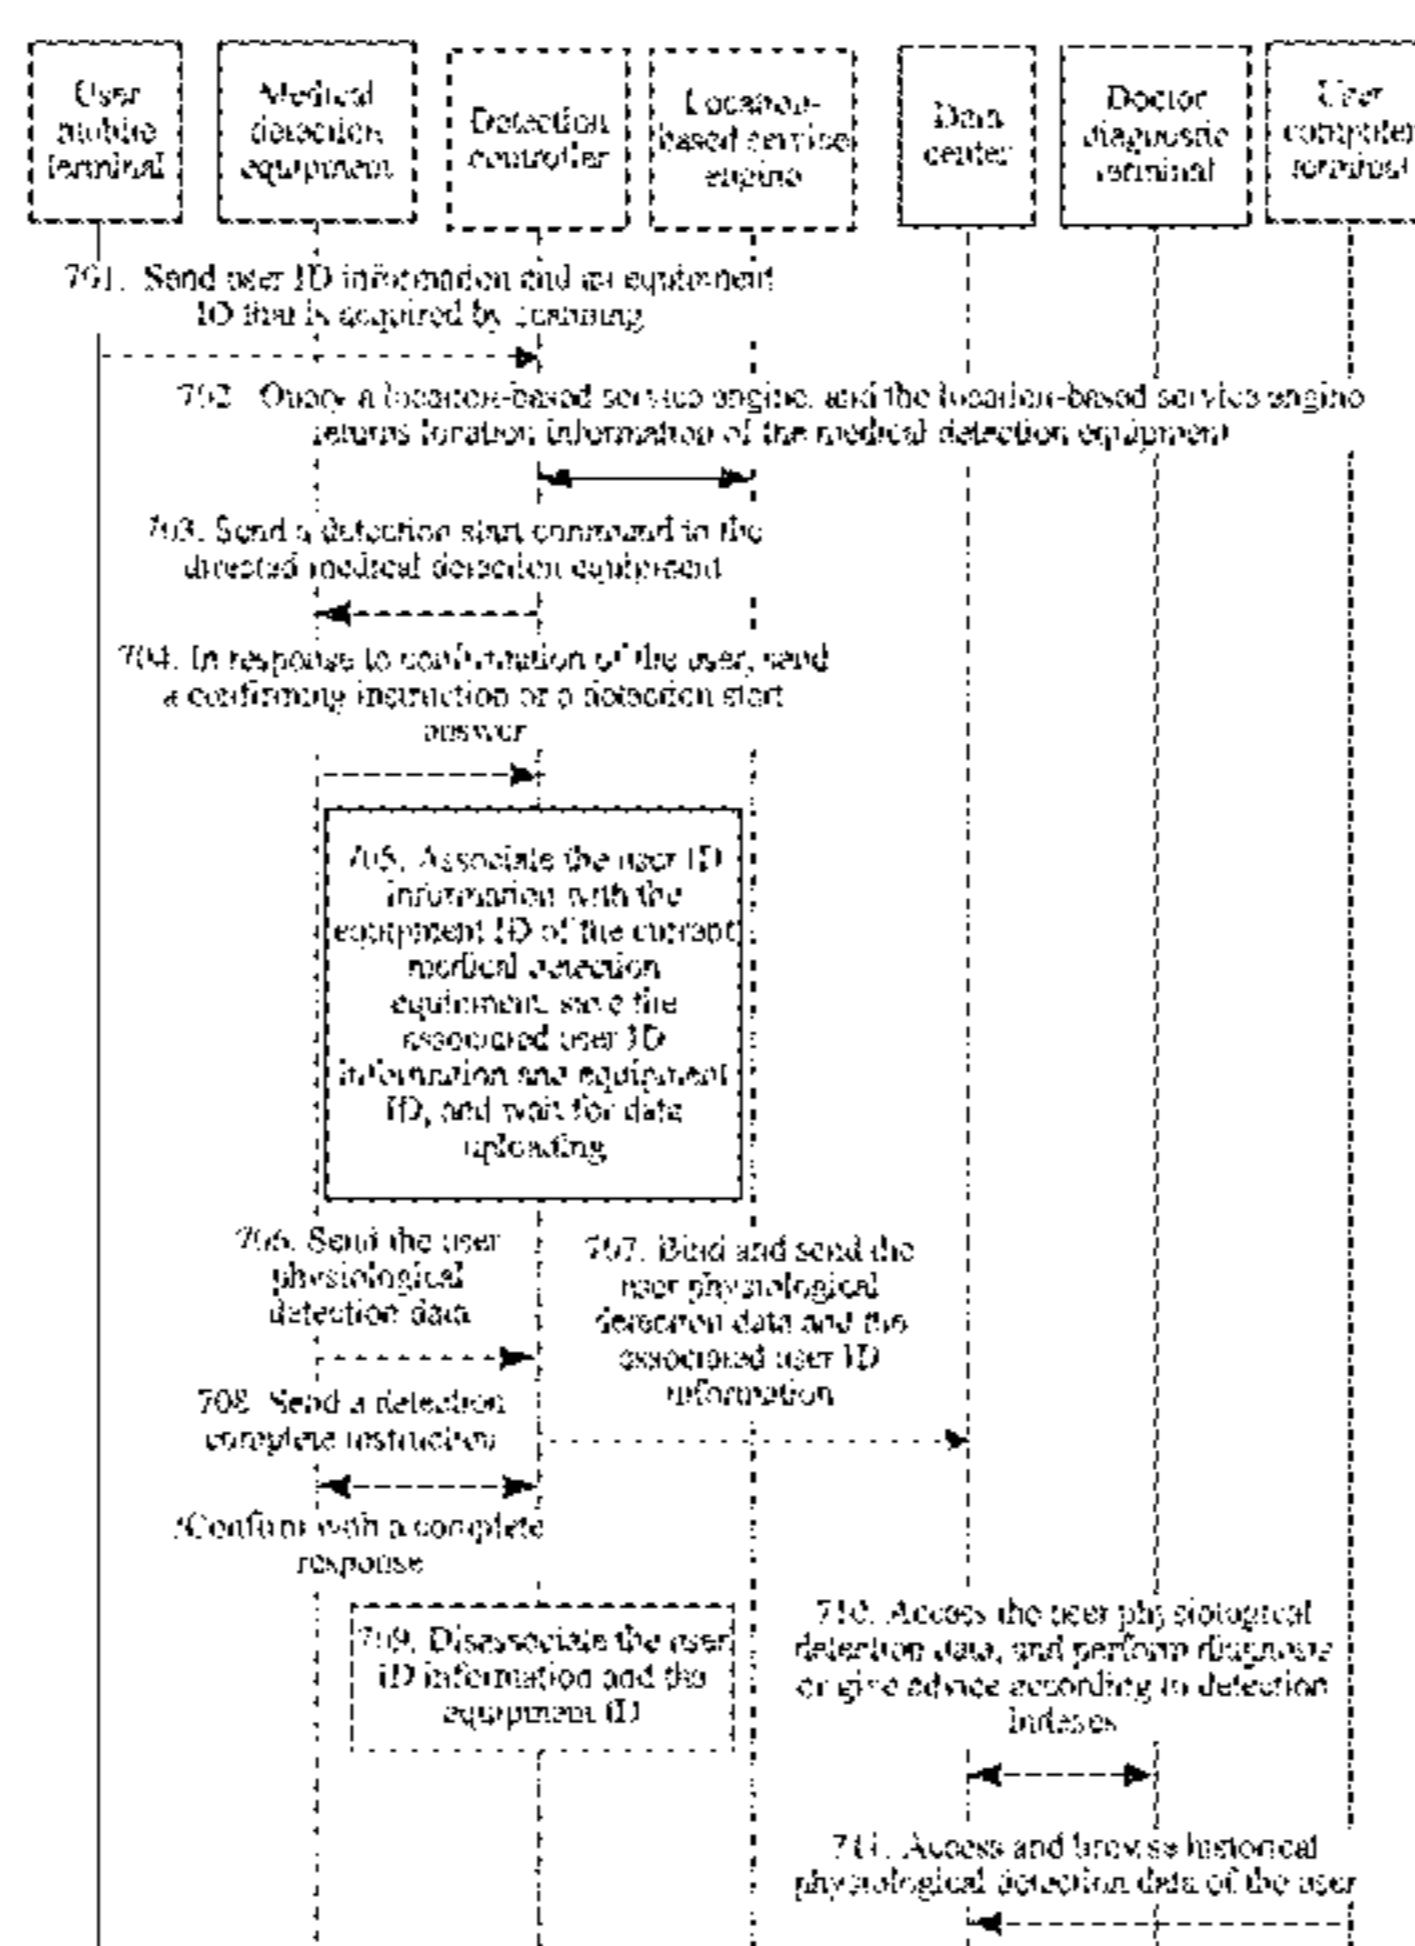 User
mobile
terminal
Medical
detection
equipment
Detection
controller
Location-
based service
engine
Data
center
Doctor
diagnostic
terminal
User
computer
terminal
701. Send user ID information and an equipment
ID that is acquired by scanning
702. Query a location-based service engine, and the location-based service engine
returns location information of the medical detection equipment
703. Send a detection start command to the
directed medical detection equipment
704. In response to confirmation of the user, send
a confirming instruction or a detection start
answer
705. Associate the user ID
information with the
equipment ID of the current
medical detection
equipment, save the
associated user ID
information and equipment
ID, and wait for data
uploading
706. Send the user
physiological
detection data
707. Bind and send the
user physiological
detection data and the
associated user ID
information
708. Send a detection
complete instruction
/Confirm with a complete
response
709. Disassociate the user
ID information and the
equipment ID
710. Access the user physiological
detection data, and perform diagnosis
or give advice according to detection
indexes
711. Access and browse historical
physiological detection data of the user